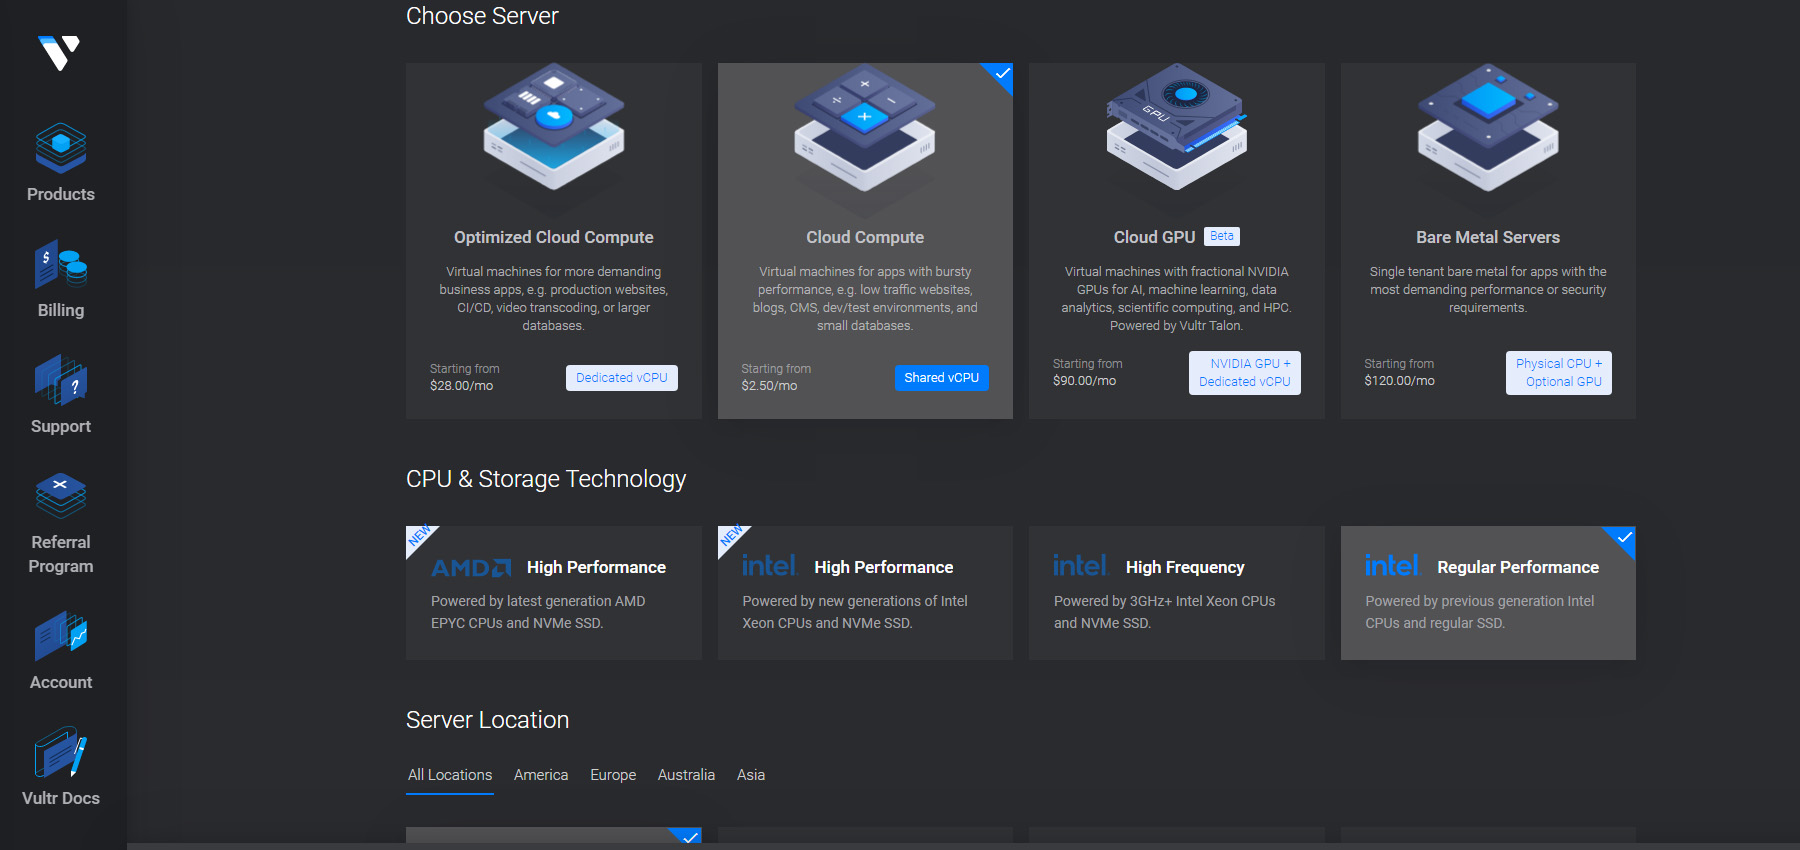 Choose Server
Products
Billing
$
Support
?
Referral
Program
Account
Vultr Docs
Optimized Cloud Compute
Virtual machines for more demanding
business apps, e.g. production websites,
CI/CD, video transcoding, or larger
databases.
Starting from
$28.00/mo
Dedicated vCPU
Cloud Compute
Virtual machines for apps with bursty
performance, e.g. low traffic websites,
blogs, CMS, dev/test environments, and
small databases.
Starting from
$2.50/mo
Shared vCPU
GPU
Cloud GPU Beta
Virtual machines with fractional NVIDIA
GPUs for AI, machine learning, data
analytics, scientific computing, and HPC.
Powered by Vultr Talon.
Starting from
$90.00/mo
NVIDIA GPU +
Dedicated vCPU
Bare Metal Servers
Single tenant bare metal for apps with the
most demanding performance or security
requirements.
Starting from
$120.00/mo
Physical CPU +
Optional GPU
CPU & Storage Technology
NEW
AMD High Performance
Powered by latest generation AMD
EPYC CPUs and NVMe SSD.
NEW
intel High Performance
Powered by new generations of Intel
Xeon CPUs and NVMe SSD.
intel High Frequency
Powered by 3GHz+ Intel Xeon CPUs
and NVMe SSD.
intel Regular Performance
Powered by previous generation Intel
CPUs and regular SSD.
Server Location
All Locations America Europe Australia Asia